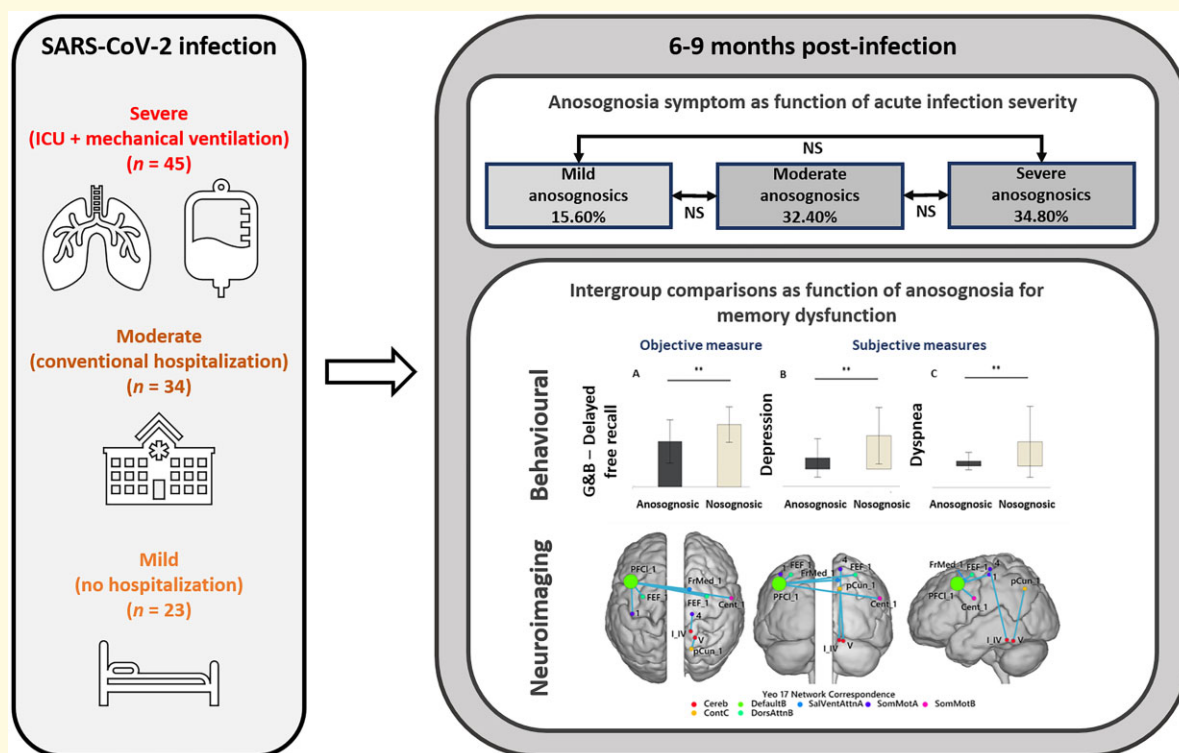 SARS-CoV-2 infection
Severe
(ICU + mechanical ventilation)
(n = 45)
Moderate
(conventional hospitalization)
(n = 34)
Mild
(no hospitalization)
(n = 23)
6-9 months post-infection
Anosognosia symptom as function of acute infection severity
NS
Mild
anosognosics
15.60%
NS
Moderate
anosognosics
32.40%
NS
Severe
anosognosics
34.80%
Intergroup comparisons as function of anosognosia for
memory dysfunction
Objective measure
Subjective measures
Behavioural
A
**
G&B – Delayed
free recall
Anosognosic
Nosognosic
B
**
Depression
Anosognosic
Nosognosic
C
**
Dyspnea
Anosognosic
Nosognosic
Neuroimaging
PFCl_1
FEF_1
1
FrMed_1
FEF_1
Cent_1
4
I_IV
V
pCun_1
4
FrMed_1
FEF_1
PFCl_1
pCun_1
Cent_1
I_IV
V
FrMed_1
4
FEF_1
1
PFCl_1
Cent_1
pCun_1
I_IV
V
Yeo 17 Network Correspondence
Cereb
DefaultB
SalVentAttnA
SomMotA
SomMotB
ContC
DorsAttnB